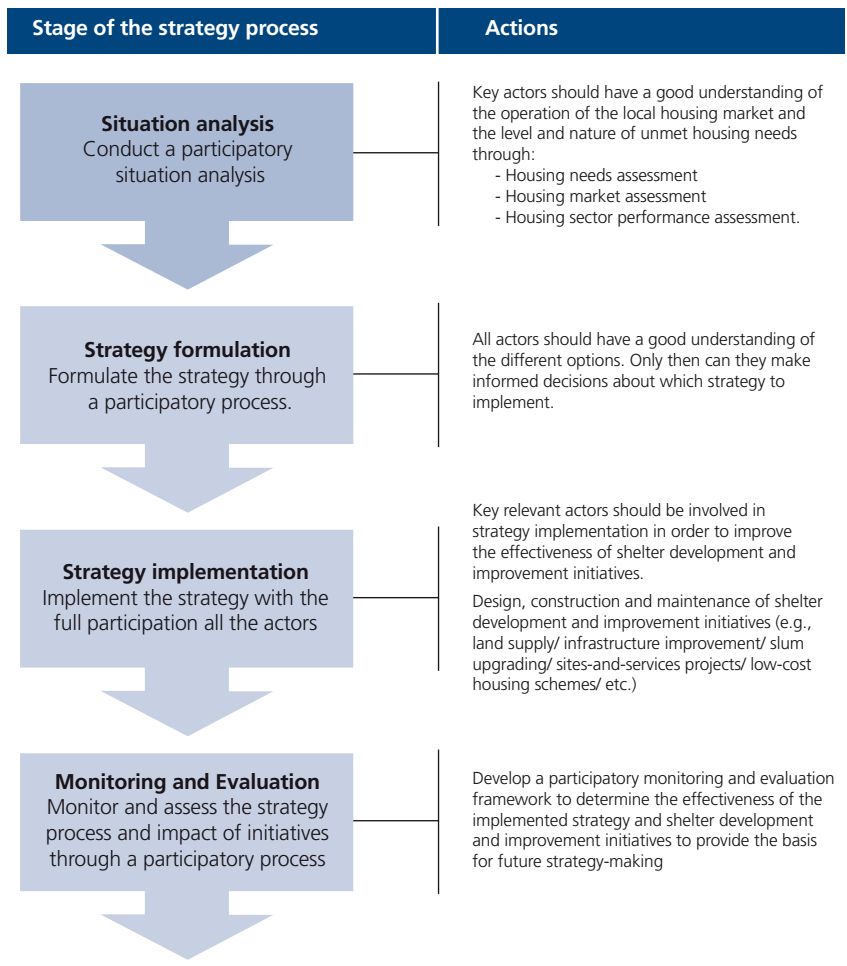 Stage of the strategy process
Actions
Situation analysis
Conduct a participatory
situation analysis
Key actors should have a good understanding of
the operation of the local housing market and
the level and nature of unmet housing needs
through:
- Housing needs assessment
- Housing market assessment
- Housing sector performance assessment.
Strategy formulation
Formulate the strategy through
a participatory process.
All actors should have a good understanding of
the different options. Only then can they make
informed decisions about which strategy to
implement.
Strategy implementation
Implement the strategy with the
full participation all the actors
Key relevant actors should be involved in
strategy implementation in order to improve
the effectiveness of shelter development and
improvement initiatives.
Design, construction and maintenance of shelter
development and improvement initiatives (e.g.,
land supply/ infrastructure improvement/ slum
upgrading/ sites-and-services projects/ low-cost
housing schemes/ etc.)
Monitoring and Evaluation
Monitor and assess the strategy
process and impact of initiatives
through a participatory process
Develop a participatory monitoring and evaluation
framework to determine the effectiveness of the
implemented strategy and shelter development
and improvement initiatives to provide the basis
for future strategy-making